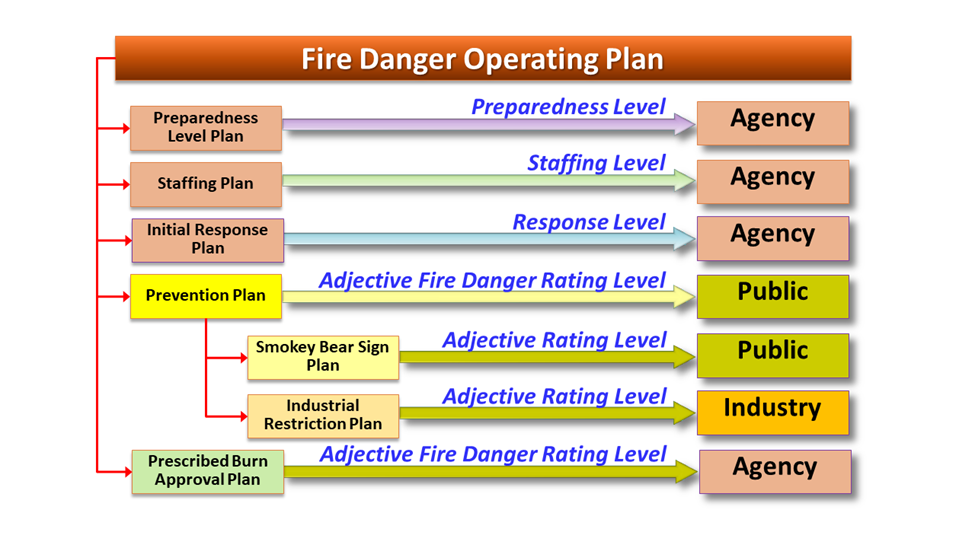 Fire Danger Operating Plan
Preparedness
Level Plan
Preparedness Level
Agency
Staffing Plan
Staffing Level
Agency
Initial Response
Plan
Response Level
Agency
Prevention Plan
Adjective Fire Danger Rating Level
Public
Smokey Bear Sign
Plan
Adjective Rating Level
Public
Industrial
Restriction Plan
Adjective Rating Level
Industry
Prescribed Burn
Approval Plan
Adjective Fire Danger Rating Level
Agency